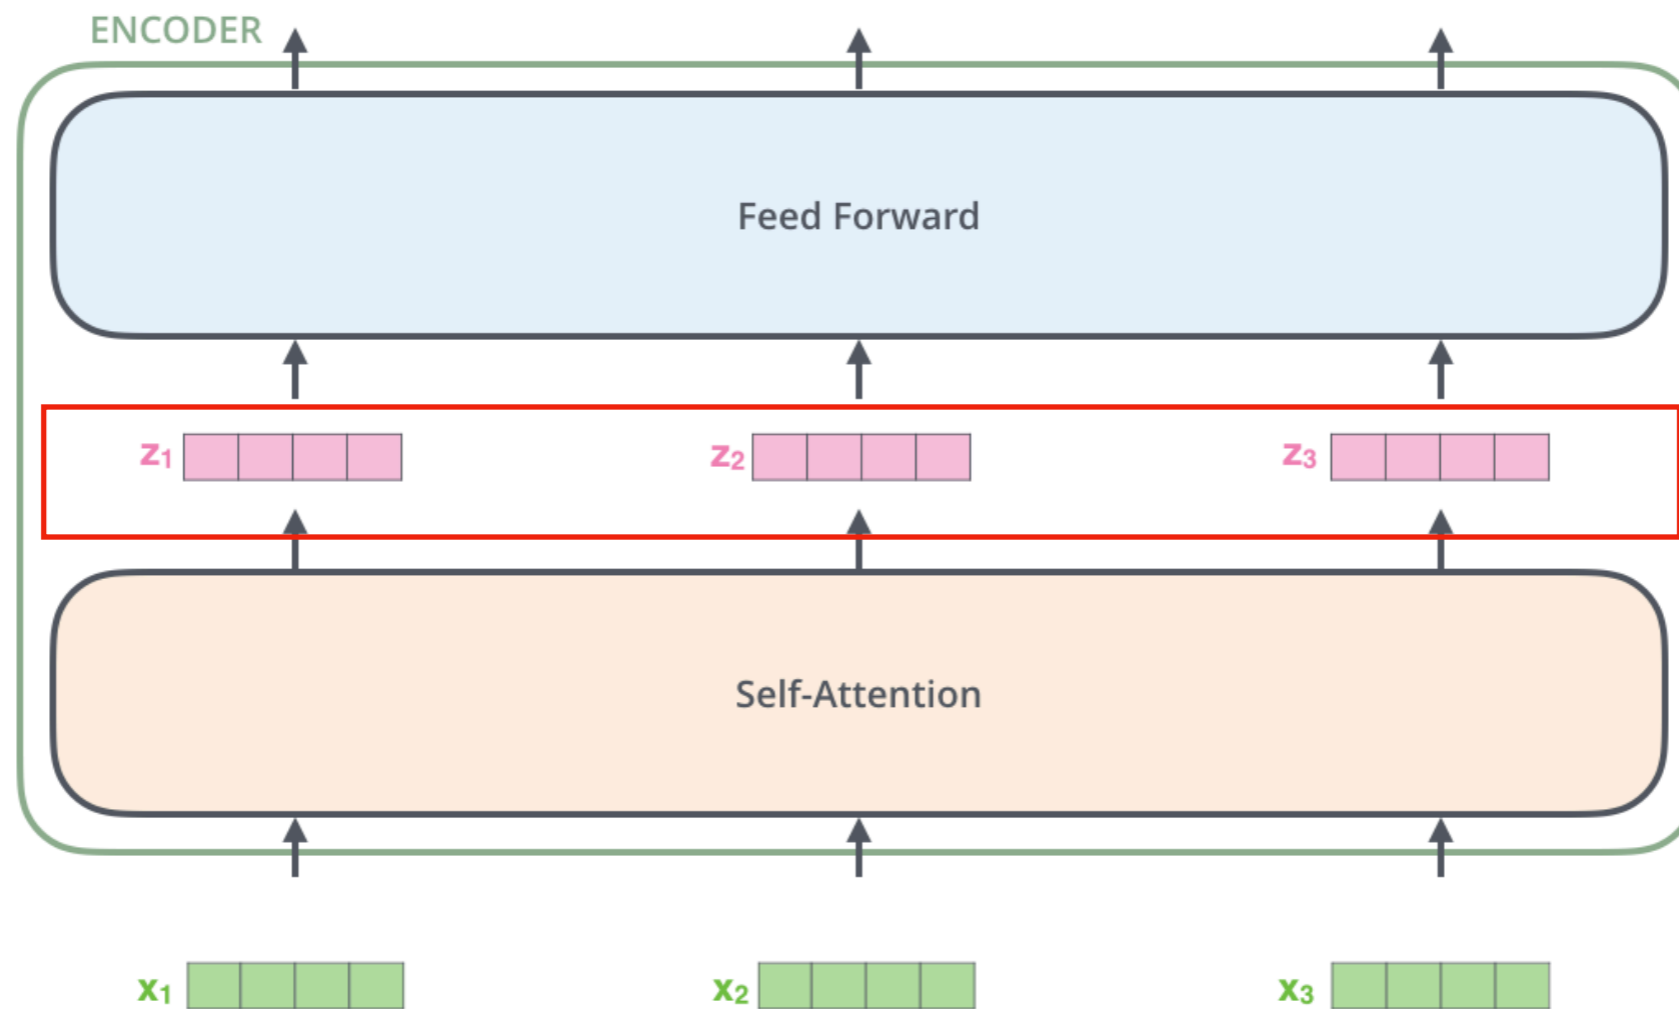 ENCODER
Feed Forward
z1
z2
z3
Self-Attention
x1
x2
x3